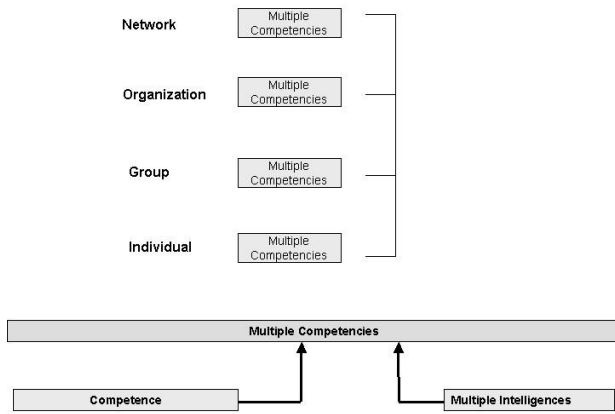 Network
Multiple
Competencies
Organization
Multiple
Competencies
Group
Multiple
Competencies
Individual
Multiple
Competencies
Multiple Competencies
Competence
Multiple Intelligences